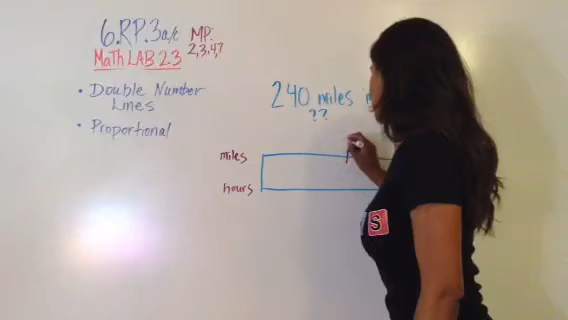 6.RP.3a/c
MP:
2,3,4,7
Math LAB 2.3
• Double Number
Lines
• Proportional
240 miles
??
miles
hours
S